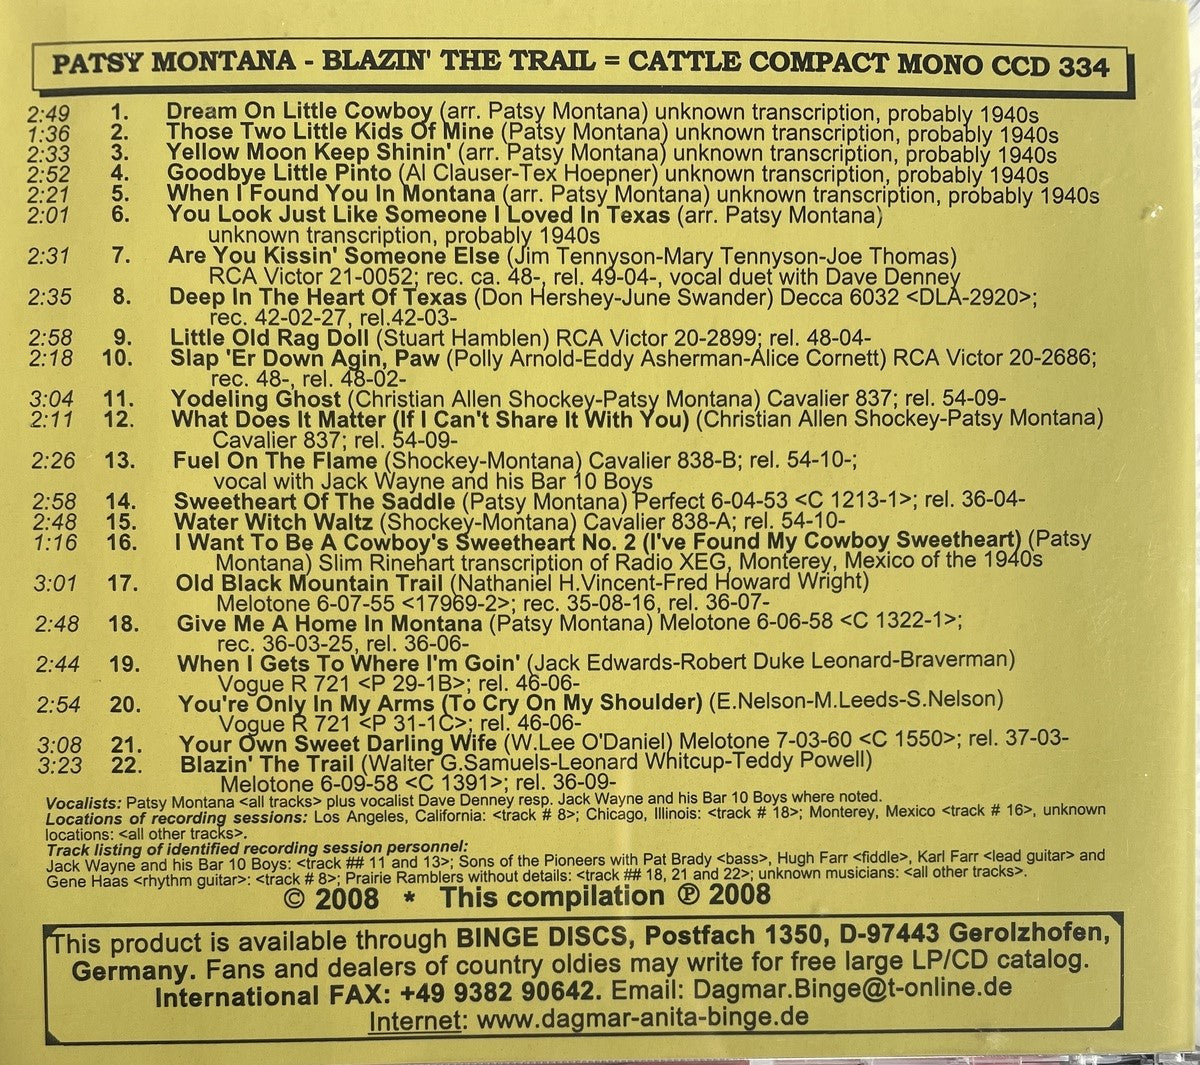 PATSY MONTANA - BLAZIN' THE TRAIL = CATTLE COMPACT MONO CCD 334
2:49 1. Dream On Little Cowboy (arr. Patsy Montana) unknown transcription, probably 1940s
1:36 2. Those Two Little Kids Of Mine (Patsy Montana) unknown transcription, probably 1940s
2:33 3. Yellow Moon Keep Shinin' (arr. Patsy Montana) unknown transcription, probably 1940s
2:52 4. Goodbye Little Pinto (Al Clauser-Tex Hoepner) unknown transcription, probably 1940s
2:21 5. When I Found You In Montana (arr. Patsy Montana) unknown transcription, probably 1940s
2:01 6. You Look Just Like Someone I Loved In Texas (arr. Patsy Montana)
unknown transcription, probably 1940s
2:31 7. Are You Kissin' Someone Else (Jim Tennyson-Mary Tennyson-Joe Thomas)
RCA Victor 21-0052; rec. ca. 48-, rel. 49-04-, vocal duet with Dave Denney
2:35 8. Deep In The Heart Of Texas (Don Hershey-June Swander) Decca 6032 <DLA-2920>;
rec. 42-02-27, rel.42-03-
2:58 9. Little Old Rag Doll (Stuart Hamblen) RCA Victor 20-2899; rel. 48-04-
2:18 10. Slap 'Er Down Agin, Paw (Polly Arnold-Eddy Asherman-Alice Cornett) RCA Victor 20-2686;
rec. 48-, rel. 48-02-
3:04 11. Yodeling Ghost (Christian Allen Shockey-Patsy Montana) Cavalier 837; rel. 54-09-
2:11 12. What Does It Matter (If I Can't Share It With You) (Christian Allen Shockey-Patsy Montana)
Cavalier 837; rel. 54-09-
2:26 13. Fuel On The Flame (Shockey-Montana) Cavalier 838-B; rel. 54-10-;
vocal with Jack Wayne and his Bar 10 Boys
2:58 14. Sweetheart Of The Saddle (Patsy Montana) Perfect 6-04-53 <C 1213-1>; rel. 36-04-
2:48 15. Water Witch Waltz (Shockey-Montana) Cavalier 838-A; rel. 54-10-
1:16 16. I Want To Be A Cowboy's Sweetheart No. 2 (I've Found My Cowboy Sweetheart) (Patsy
Montana) Slim Rinehart transcription of Radio XEG, Monterey, Mexico of the 1940s
3:01 17. Old Black Mountain Trail (Nathaniel H.Vincent-Fred Howard Wright)
Melotone 6-07-55 <17969-2>; rec. 35-08-16, rel. 36-07-
2:48 18. Give Me A Home In Montana (Patsy Montana) Melotone 6-06-58 <C 1322-1>;
rec. 36-03-25, rel. 36-06-
2:44 19. When I Gets To Where I'm Goin' (Jack Edwards-Robert Duke Leonard-Braverman)
Vogue R 721 <P 29-1B>; rel. 46-06-
2:54 20. You're Only In My Arms (To Cry On My Shoulder) (E.Nelson-M.Leeds-S.Nelson)
Vogue R 721 <P 31-1C>; rel. 46-06-
3:08 21. Your Own Sweet Darling Wife (W.Lee O'Daniel) Melotone 7-03-60 <C 1550>; rel. 37-03-
3:23 22. Blazin' The Trail (Walter G.Samuels-Leonard Whitcup-Teddy Powell)
Melotone 6-09-58 <C 1391>; rel. 36-09-
Vocalists: Patsy Montana <all tracks> plus vocalist Dave Denney resp. Jack Wayne and his Bar 10 Boys where noted.
Locations of recording sessions: Los Angeles, California: <track # 8>; Chicago, Illinois: <track # 18>; Monterey, Mexico <track # 16>, unknown
locations: <all other tracks>.
Track listing of identified recording session personnel:
Jack Wayne and his Bar 10 Boys: <track ## 11 and 13>; Sons of the Pioneers with Pat Brady <bass>, Hugh Farr <fiddle>, Karl Farr <lead guitar> and
Gene Haas <rhythm guitar>: <track # 8>; Prairie Ramblers without details: <track ## 18, 21 and 22>; unknown musicians: <all other tracks>.
© 2008 * This compilation ℗ 2008
This product is available through BINGE DISCS, Postfach 1350, D-97443 Gerolzhofen,
Germany. Fans and dealers of country oldies may write for free large LP/CD catalog.
International FAX: +49 9382 90642. Email: Dagmar.Binge@t-online.de
Internet: www.dagmar-anita-binge.de